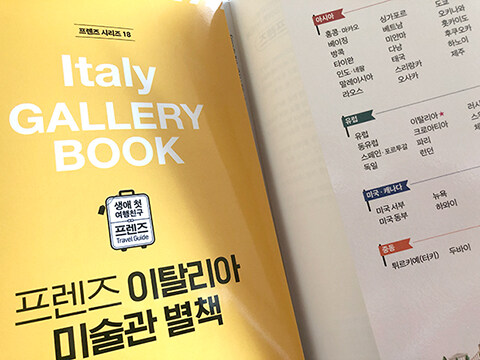 프렌즈 시리즈 18
Italy
GALLERY
BOOK
생애 첫
여행친구
프렌즈
Travel Guide
프렌즈 이탈리아
미술관 별책
아시아
홍콩·마카오
베이징
방콕
타이완
인도·네팔
말레이시아
라오스
싱가포르
베트남
미얀마
다낭
태국
스리랑카
오사카
도쿄
오키나와
홋카이도
후쿠오카
하노이
제주
유럽
유럽
동유럽
스페인·포르투갈
독일
이탈리아★
크로아티아
파리
런던
러시
미국·캐나다
미국 서부
미국 동부
뉴욕
하와이
중동
튀르키예(터키)
두바이